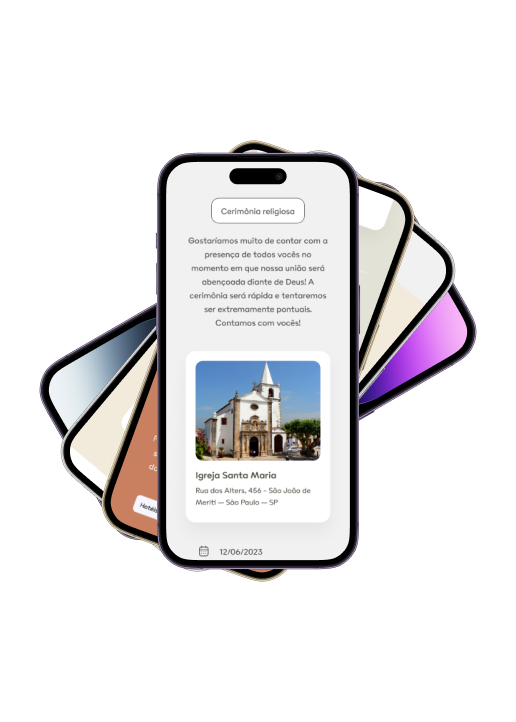 Cerimônia religiosa
Gostaríamos muito de contar com a
presença de todos vocês no
momento em que nossa união será
abençoada diante de Deus! A
cerimônia será rápida e tentaremos
ser extremamente pontuais.
Contamos com vocês!
Igreja Santa Maria
Rua dos Alters, 456 - São João de
Meriti — São Paulo — SP
12/06/2023